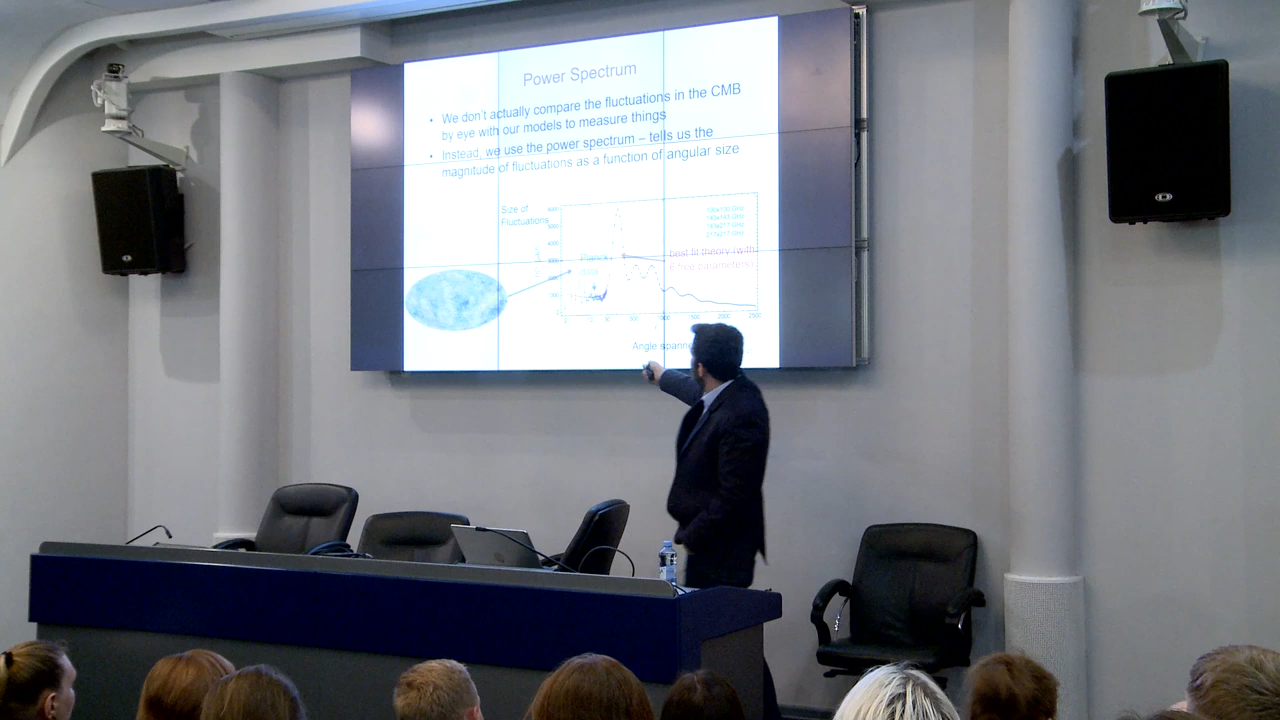 Power Spectrum
• We don't actually compare the fluctuations in the CMB
by eye with our models to measure things
• Instead, we use the power spectrum – tells us the
magnitude of fluctuations as a function of angular size
Size of
Fluctuations
Planck
data
best fit theory (with
6 free parameters)
500 1000 1500 2000 2500
Angle